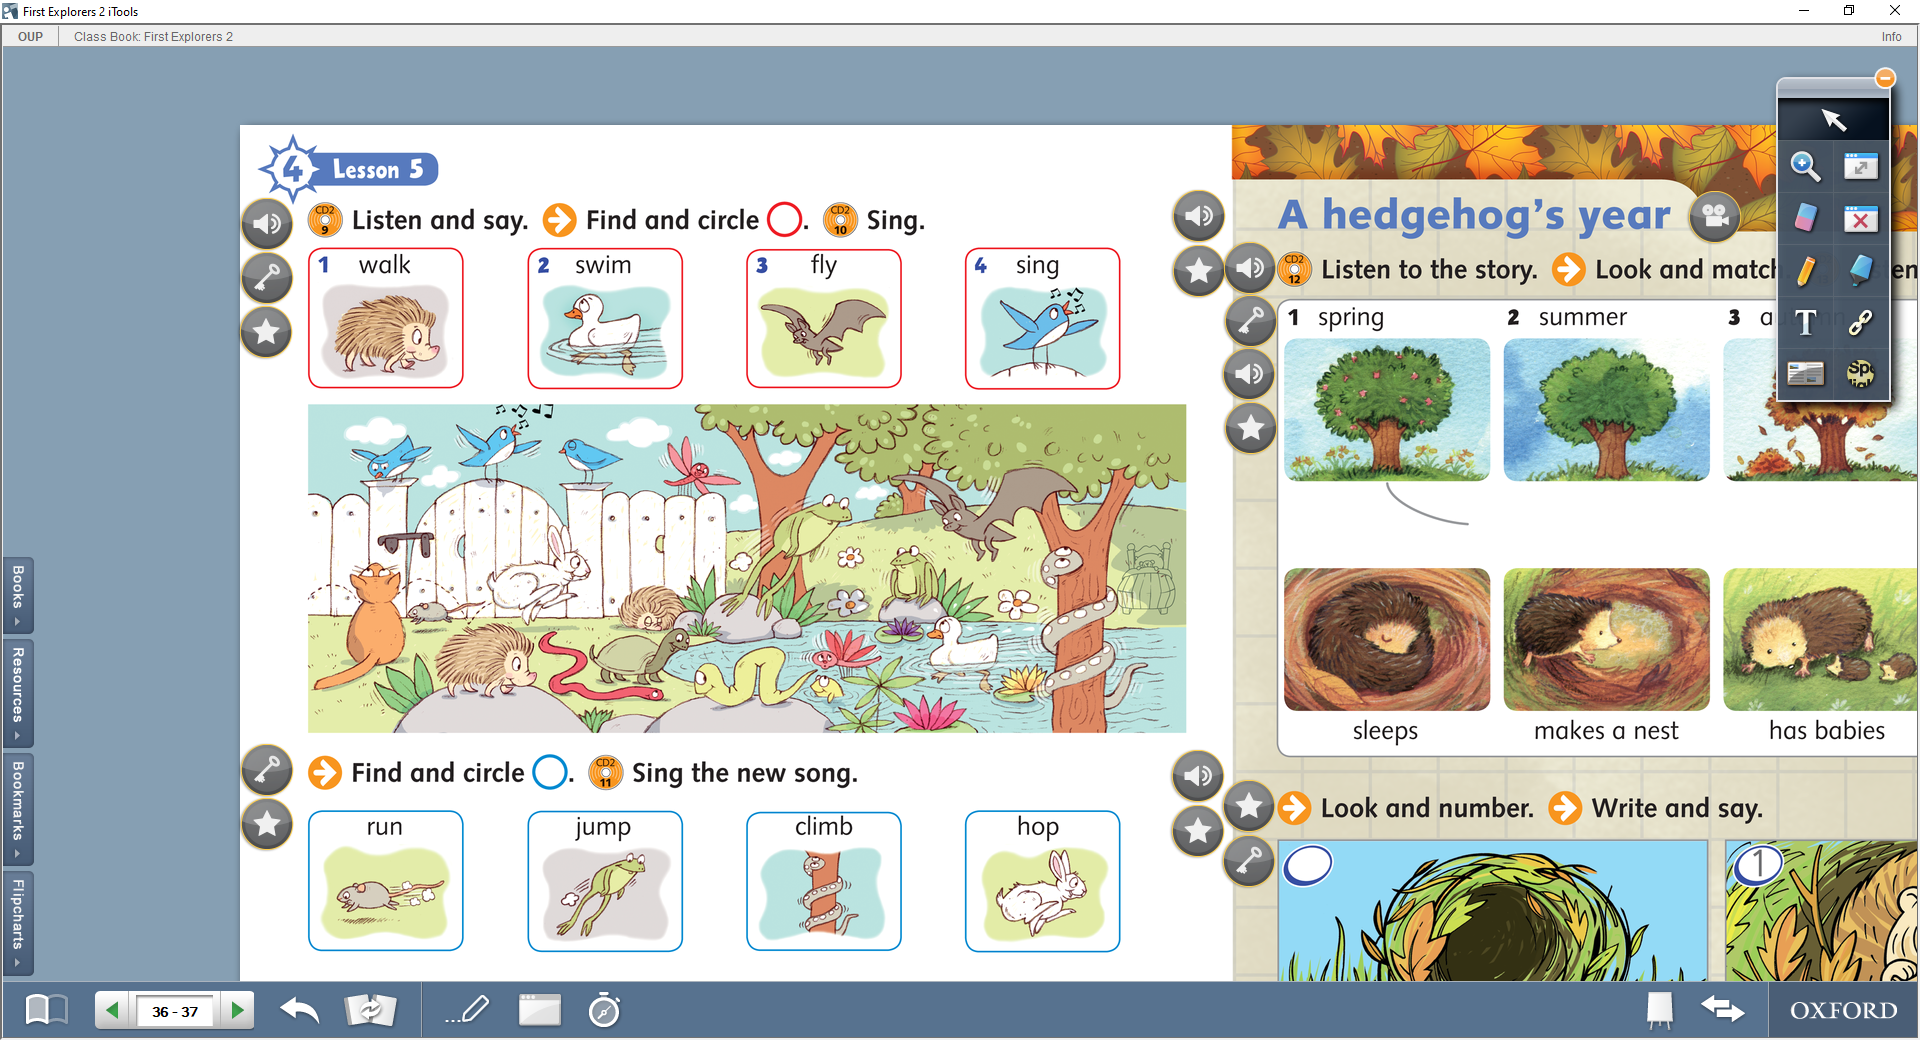 First Explorers 2 iTools
OUP
Class Book: First Explorers 2
Info
4 Lesson 5
CD2 9 Listen and say. Find and circle . CD2 10 Sing.
1 walk
2 swim
3 fly
4 sing
Find and circle . CD2 11 Sing the new song.
run
jump
climb
hop
A hedgehog's year
CD2 12 Listen to the story. Look and match.
1 spring
2 summer
3
sleeps
makes a nest
has babies
Look and number. Write and say.
1
T
Books
Resources
Bookmarks
Flipcharts
36 - 37
OXFORD